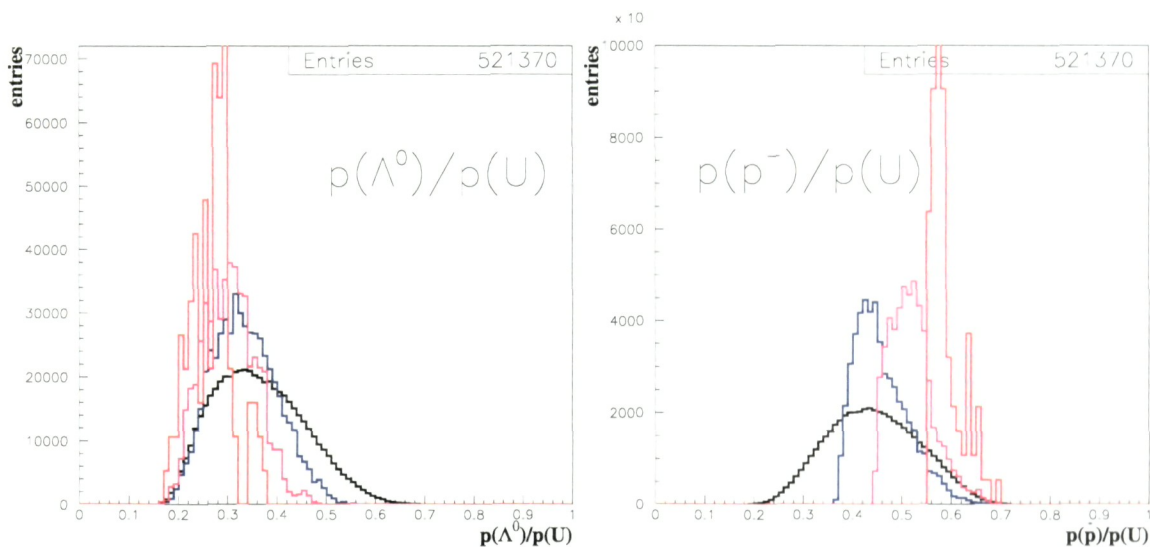 × 10
entries
70000
60000
50000
40000
30000
20000
10000
0
Entries 521370
p(Λ⁰)/p(U)
0 0.1 0.2 0.3 0.4 0.5 0.6 0.7 0.8 0.9 1
p(Λ⁰)/p(U)
entries
10000
8000
6000
4000
2000
0
Entries 521370
p(p⁻)/p(U)
0 0.1 0.2 0.3 0.4 0.5 0.6 0.7 0.8 0.9 1
p(p̄)/p(U)